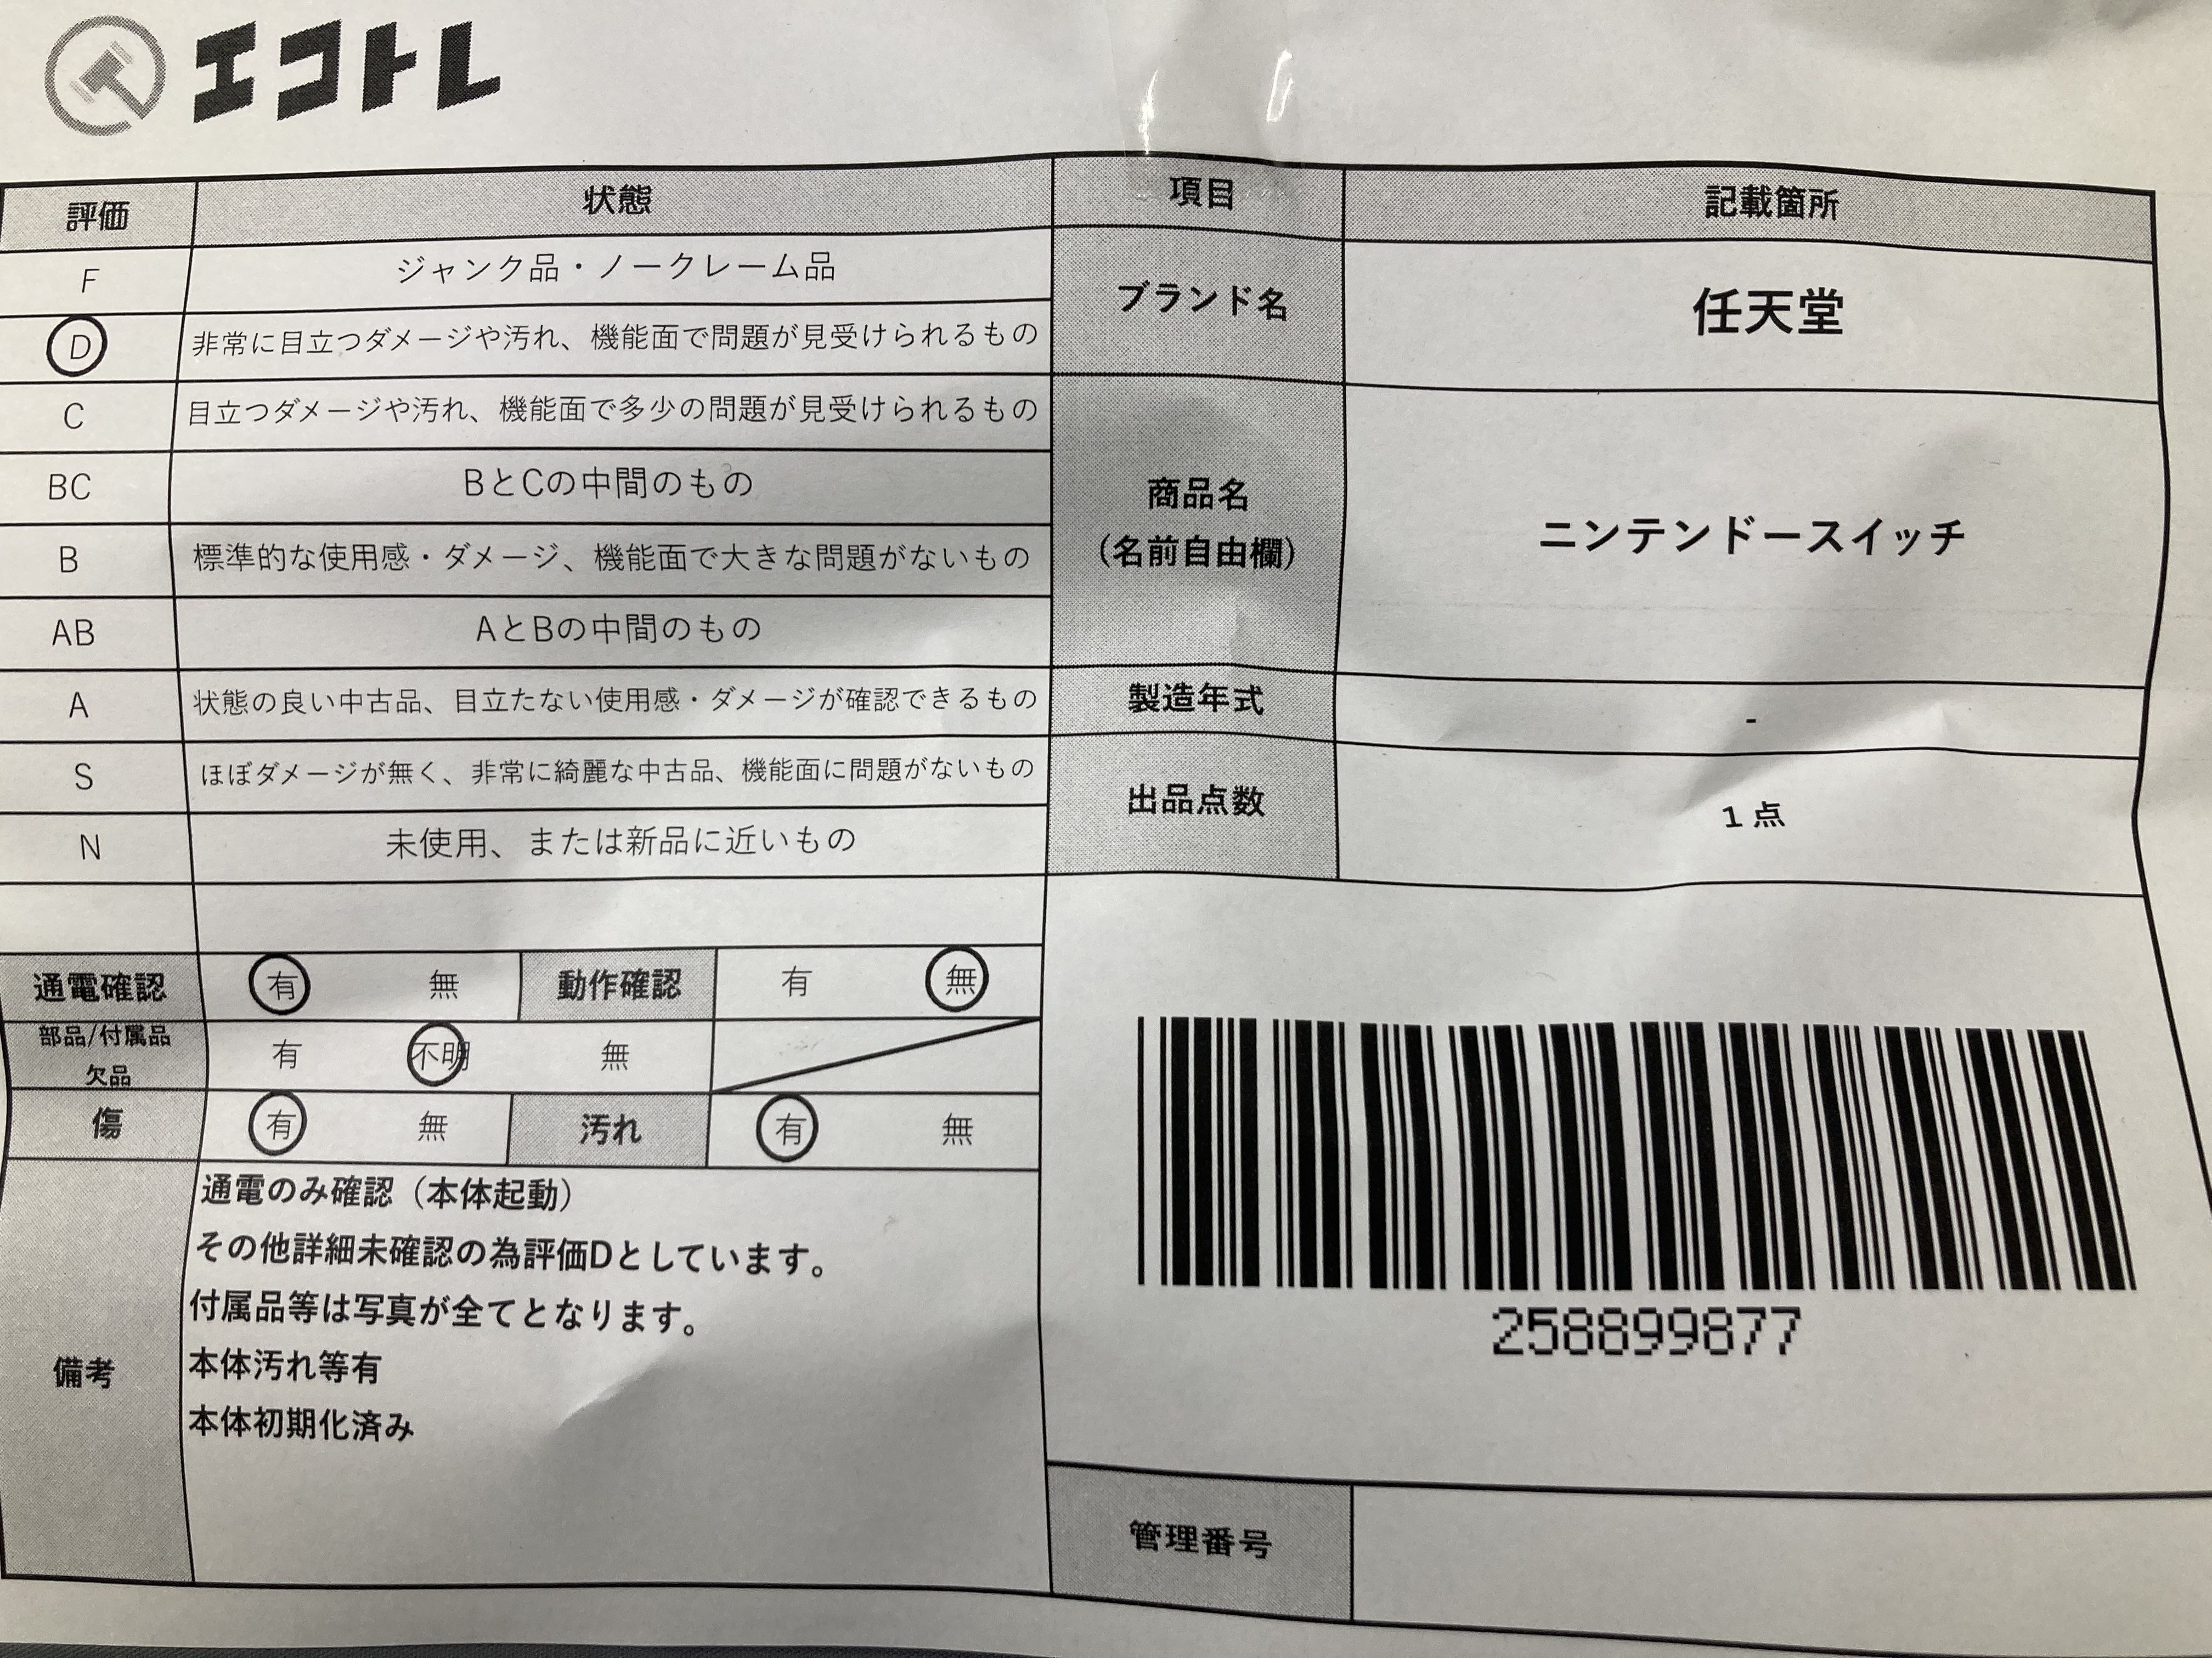 エコトレ
評価 状態
F ジャンク品・ノークレーム品
D 非常に目立つダメージや汚れ、機能面で問題が見受けられるもの
C 目立つダメージや汚れ、機能面で多少の問題が見受けられるもの
BC BとCの中間のもの
B 標準的な使用感・ダメージ、機能面で大きな問題がないもの
AB AとBの中間のもの
A 状態の良い中古品、目立たない使用感・ダメージが確認できるもの
S ほぼダメージが無く、非常に綺麗な中古品、機能面に問題がないもの
N 未使用、または新品に近いもの
通電確認 有 無 動作確認 有 無
部品/付属品
欠品 有 不明 無
傷 有 無 汚れ 有 無
備考
通電のみ確認（本体起動）
その他詳細未確認の為評価Dとしています。
付属品等は写真が全てとなります。
本体汚れ等有
本体初期化済み
項目 記載箇所
ブランド名 任天堂
商品名
（名前自由欄）
ニンテンドースイッチ
製造年式 -
出品点数 1点
258899877
管理番号